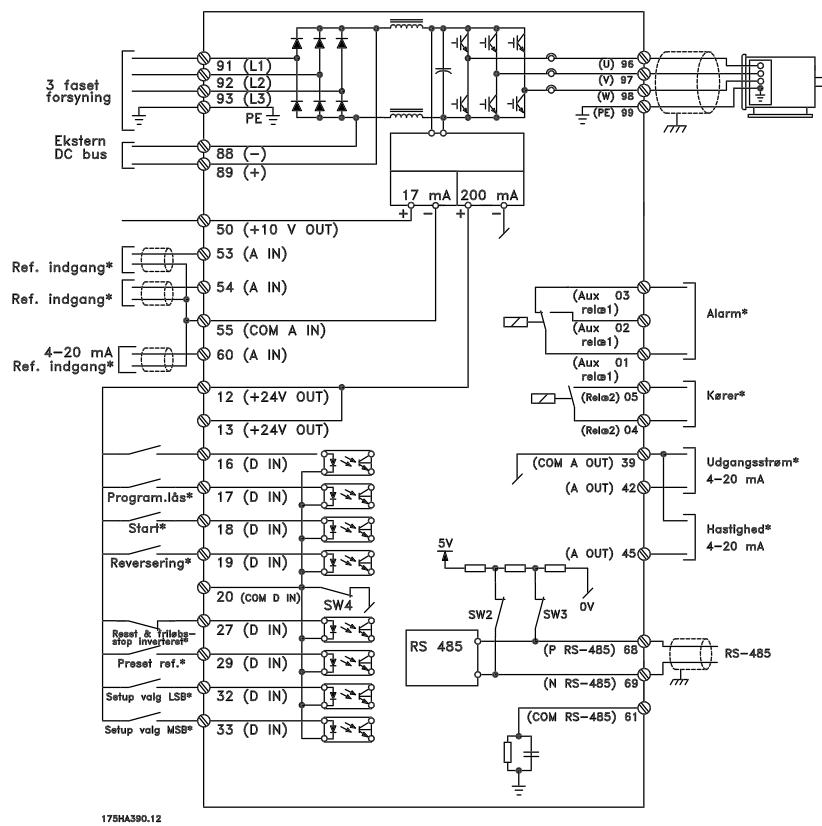 3 faset
forsyning
91 (L1)
92 (L2)
93 (L3)
PE
Ekstern
DC bus
88 (-)
89 (+)
(U) 96
(V) 97
(W) 98
(PE) 99
17 mA
200 mA
+
-
+
-
50 (+10 V OUT)
Ref. indgang*
53 (A IN)
Ref. indgang*
54 (A IN)
55 (COM A IN)
4-20 mA
Ref. indgang*
60 (A IN)
12 (+24V OUT)
13 (+24V OUT)
16 (D IN)
Program.lås*
17 (D IN)
Start*
18 (D IN)
Reversering*
19 (D IN)
20 (COM D IN)
SW4
Reset & friløbs-
stop inverteret*
27 (D IN)
Preset ref.*
29 (D IN)
Setup valg LSB*
32 (D IN)
Setup valg MSB*
33 (D IN)
(Aux 03
relæ1)
(Aux 02
relæ1)
(Aux 01
relæ1)
Alarm*
(Relæ2) 05
(Relæ2) 04
Kører*
(COM A OUT) 39
(A OUT) 42
Udgangsstrøm*
4-20 mA
Hastighed*
4-20 mA
(A OUT) 45
5V
0V
SW2
SW3
RS 485
(P RS-485) 68
(N RS-485) 69
RS-485
(COM RS-485) 61
175HA390.12